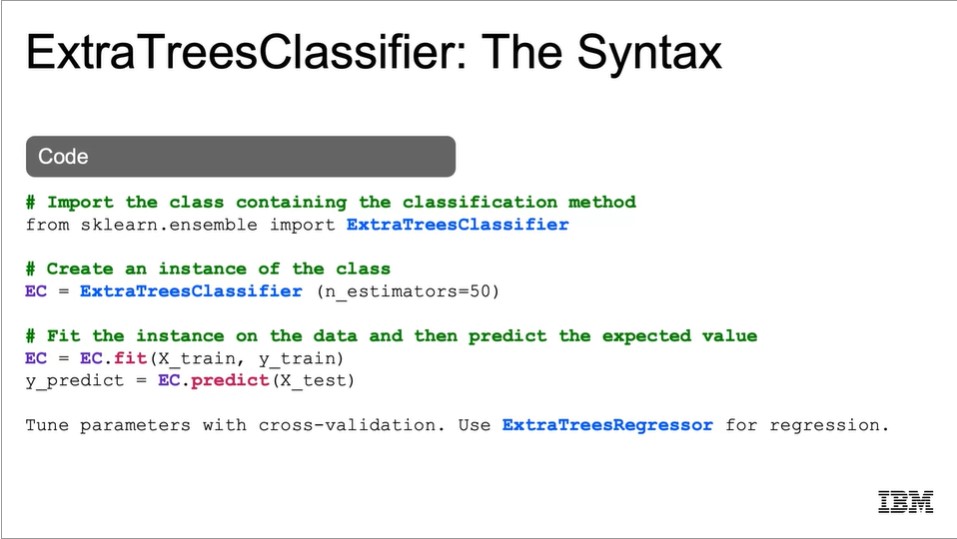 ExtraTreesClassifier: The Syntax
Code
# Import the class containing the classification method
from sklearn.ensemble import ExtraTreesClassifier
# Create an instance of the class
EC = ExtraTreesClassifier (n_estimators=50)
# Fit the instance on the data and then predict the expected value
EC = EC.fit(X_train, y_train)
y_predict = EC.predict(X_test)
Tune parameters with cross-validation. Use ExtraTreesRegressor for regression.
IBM